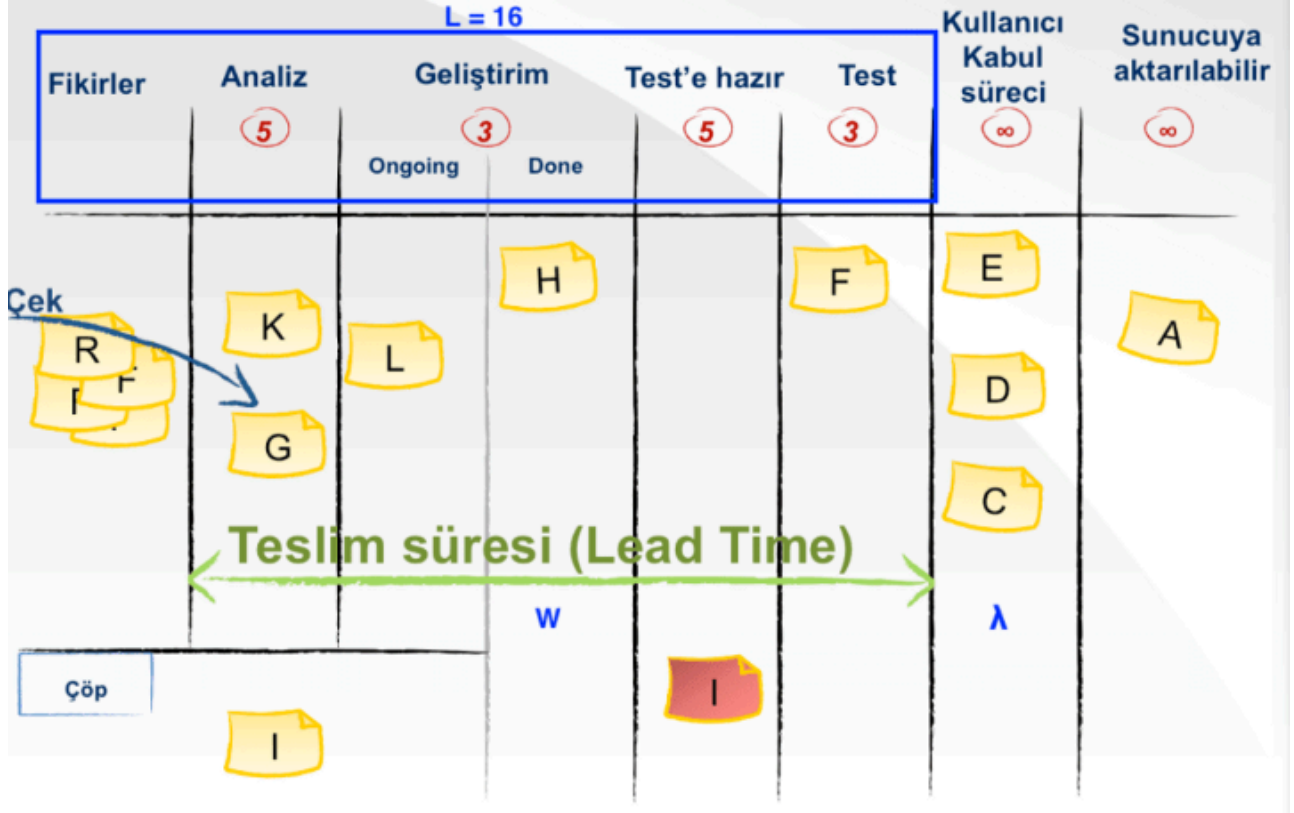 L = 16
Fikirler
Analiz
Geliştirim
Test'e hazır
Test
Kullanıcı
Kabul
süreci
Sunucuya
aktarılabilir
5
3
5
3
∞
∞
Ongoing
Done
Çek
R
F
K
G
L
H
F
E
D
C
A
Teslim süresi (Lead Time)
W
λ
Çöp
I
I